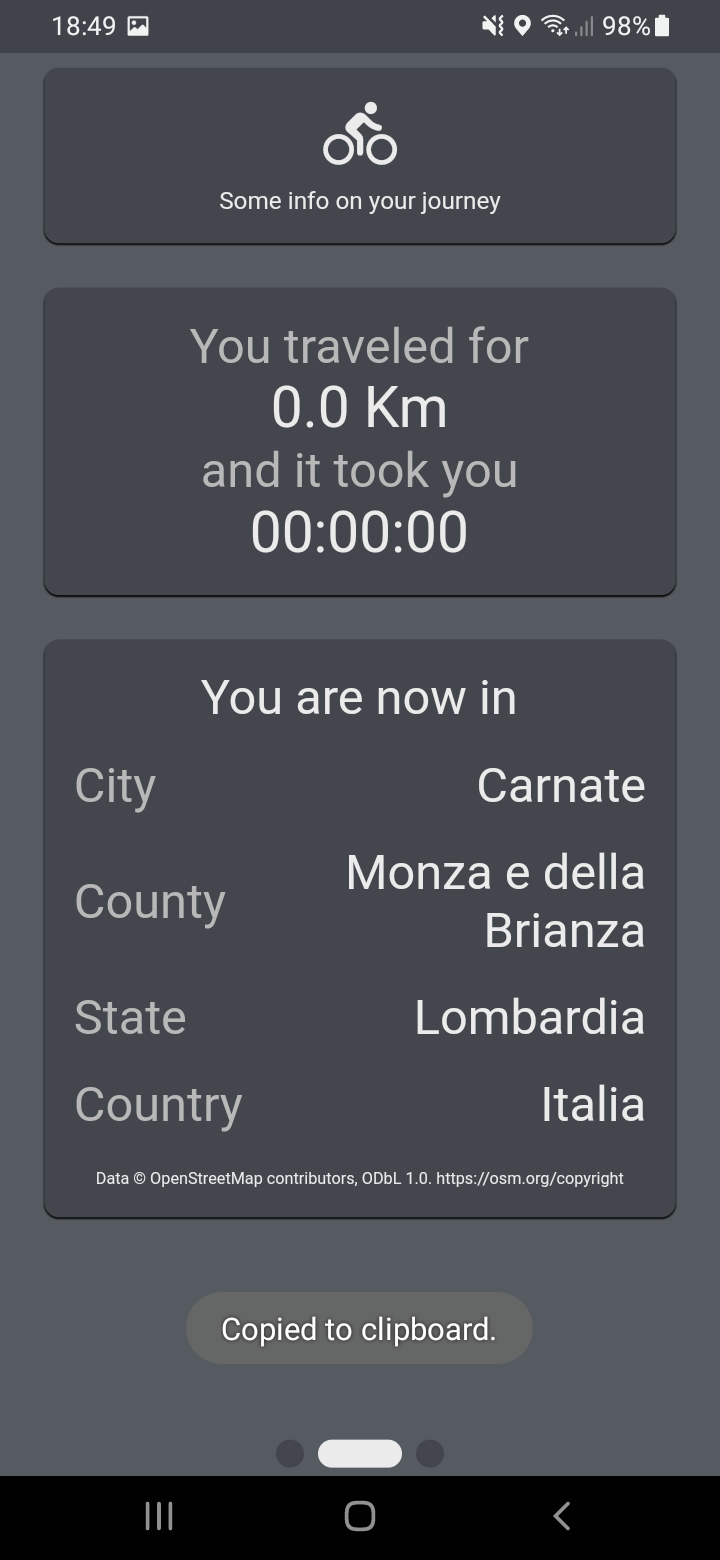 18:49
98%
Some info on your journey
You traveled for
0.0 Km
and it took you
00:00:00
You are now in
City
Carnate
County
Monza e della
Brianza
State
Lombardia
Country
Italia
Data © OpenStreetMap contributors, ODbL 1.0. https://osm.org/copyright
Copied to clipboard.